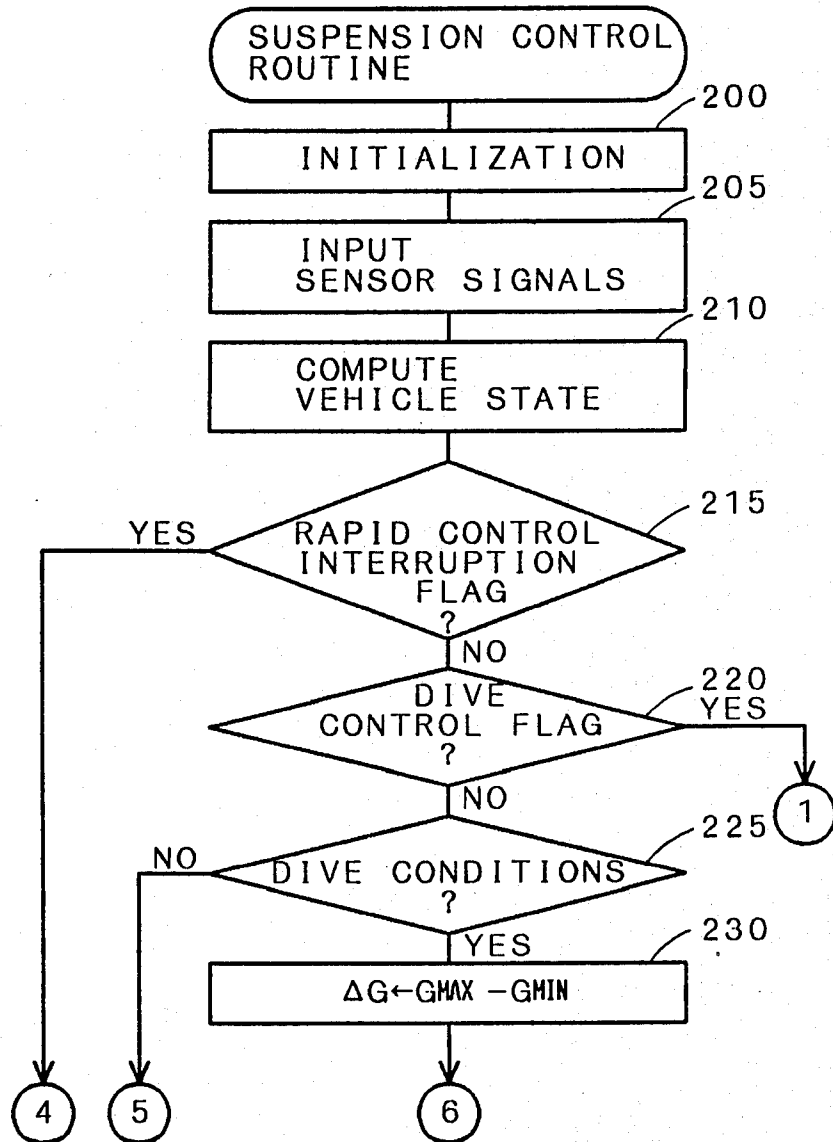 SUSPENSION CONTROL
ROUTINE
200
INITIALIZATION
205
INPUT
SENSOR SIGNALS
210
COMPUTE
VEHICLE STATE
215
YES
RAPID CONTROL
INTERRUPTION
FLAG
?
NO
220
DIVE
YES
CONTROL FLAG
?
NO
1
225
NO
DIVE CONDITIONS
?
YES
230
ΔG←GMAX −GMIN
4
5
6